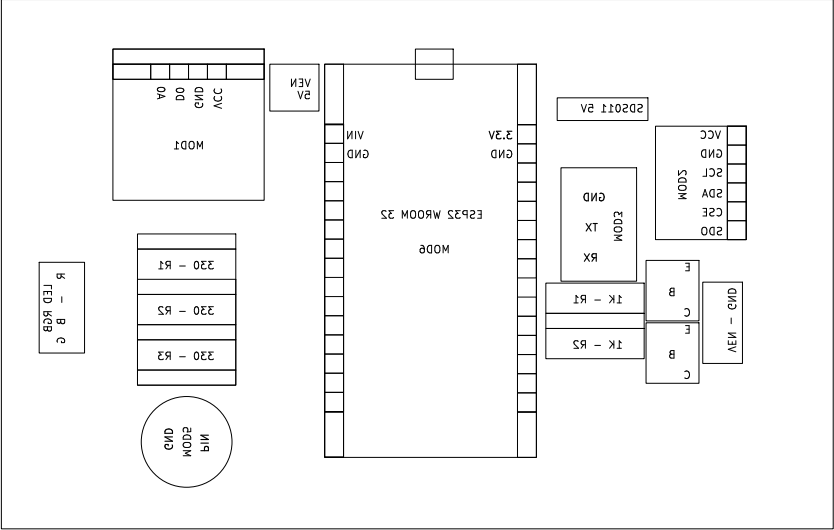 A0
D0
GND
VCC
MOD1
VEN
5V
VIN
GND
3.3V
GND
ESP32 WROOM 32
MOD6
SDS011 5V
VCC
GND
SCL
SDA
CSE
SDO
MOD2
GND
TX
RX
MOD3
330 - R1
330 - R2
330 - R3
R - B G
LED RGB
1K - R1
1K - R2
E
B
C
E
B
C
VEN - GND
GND
MOD5
PIN